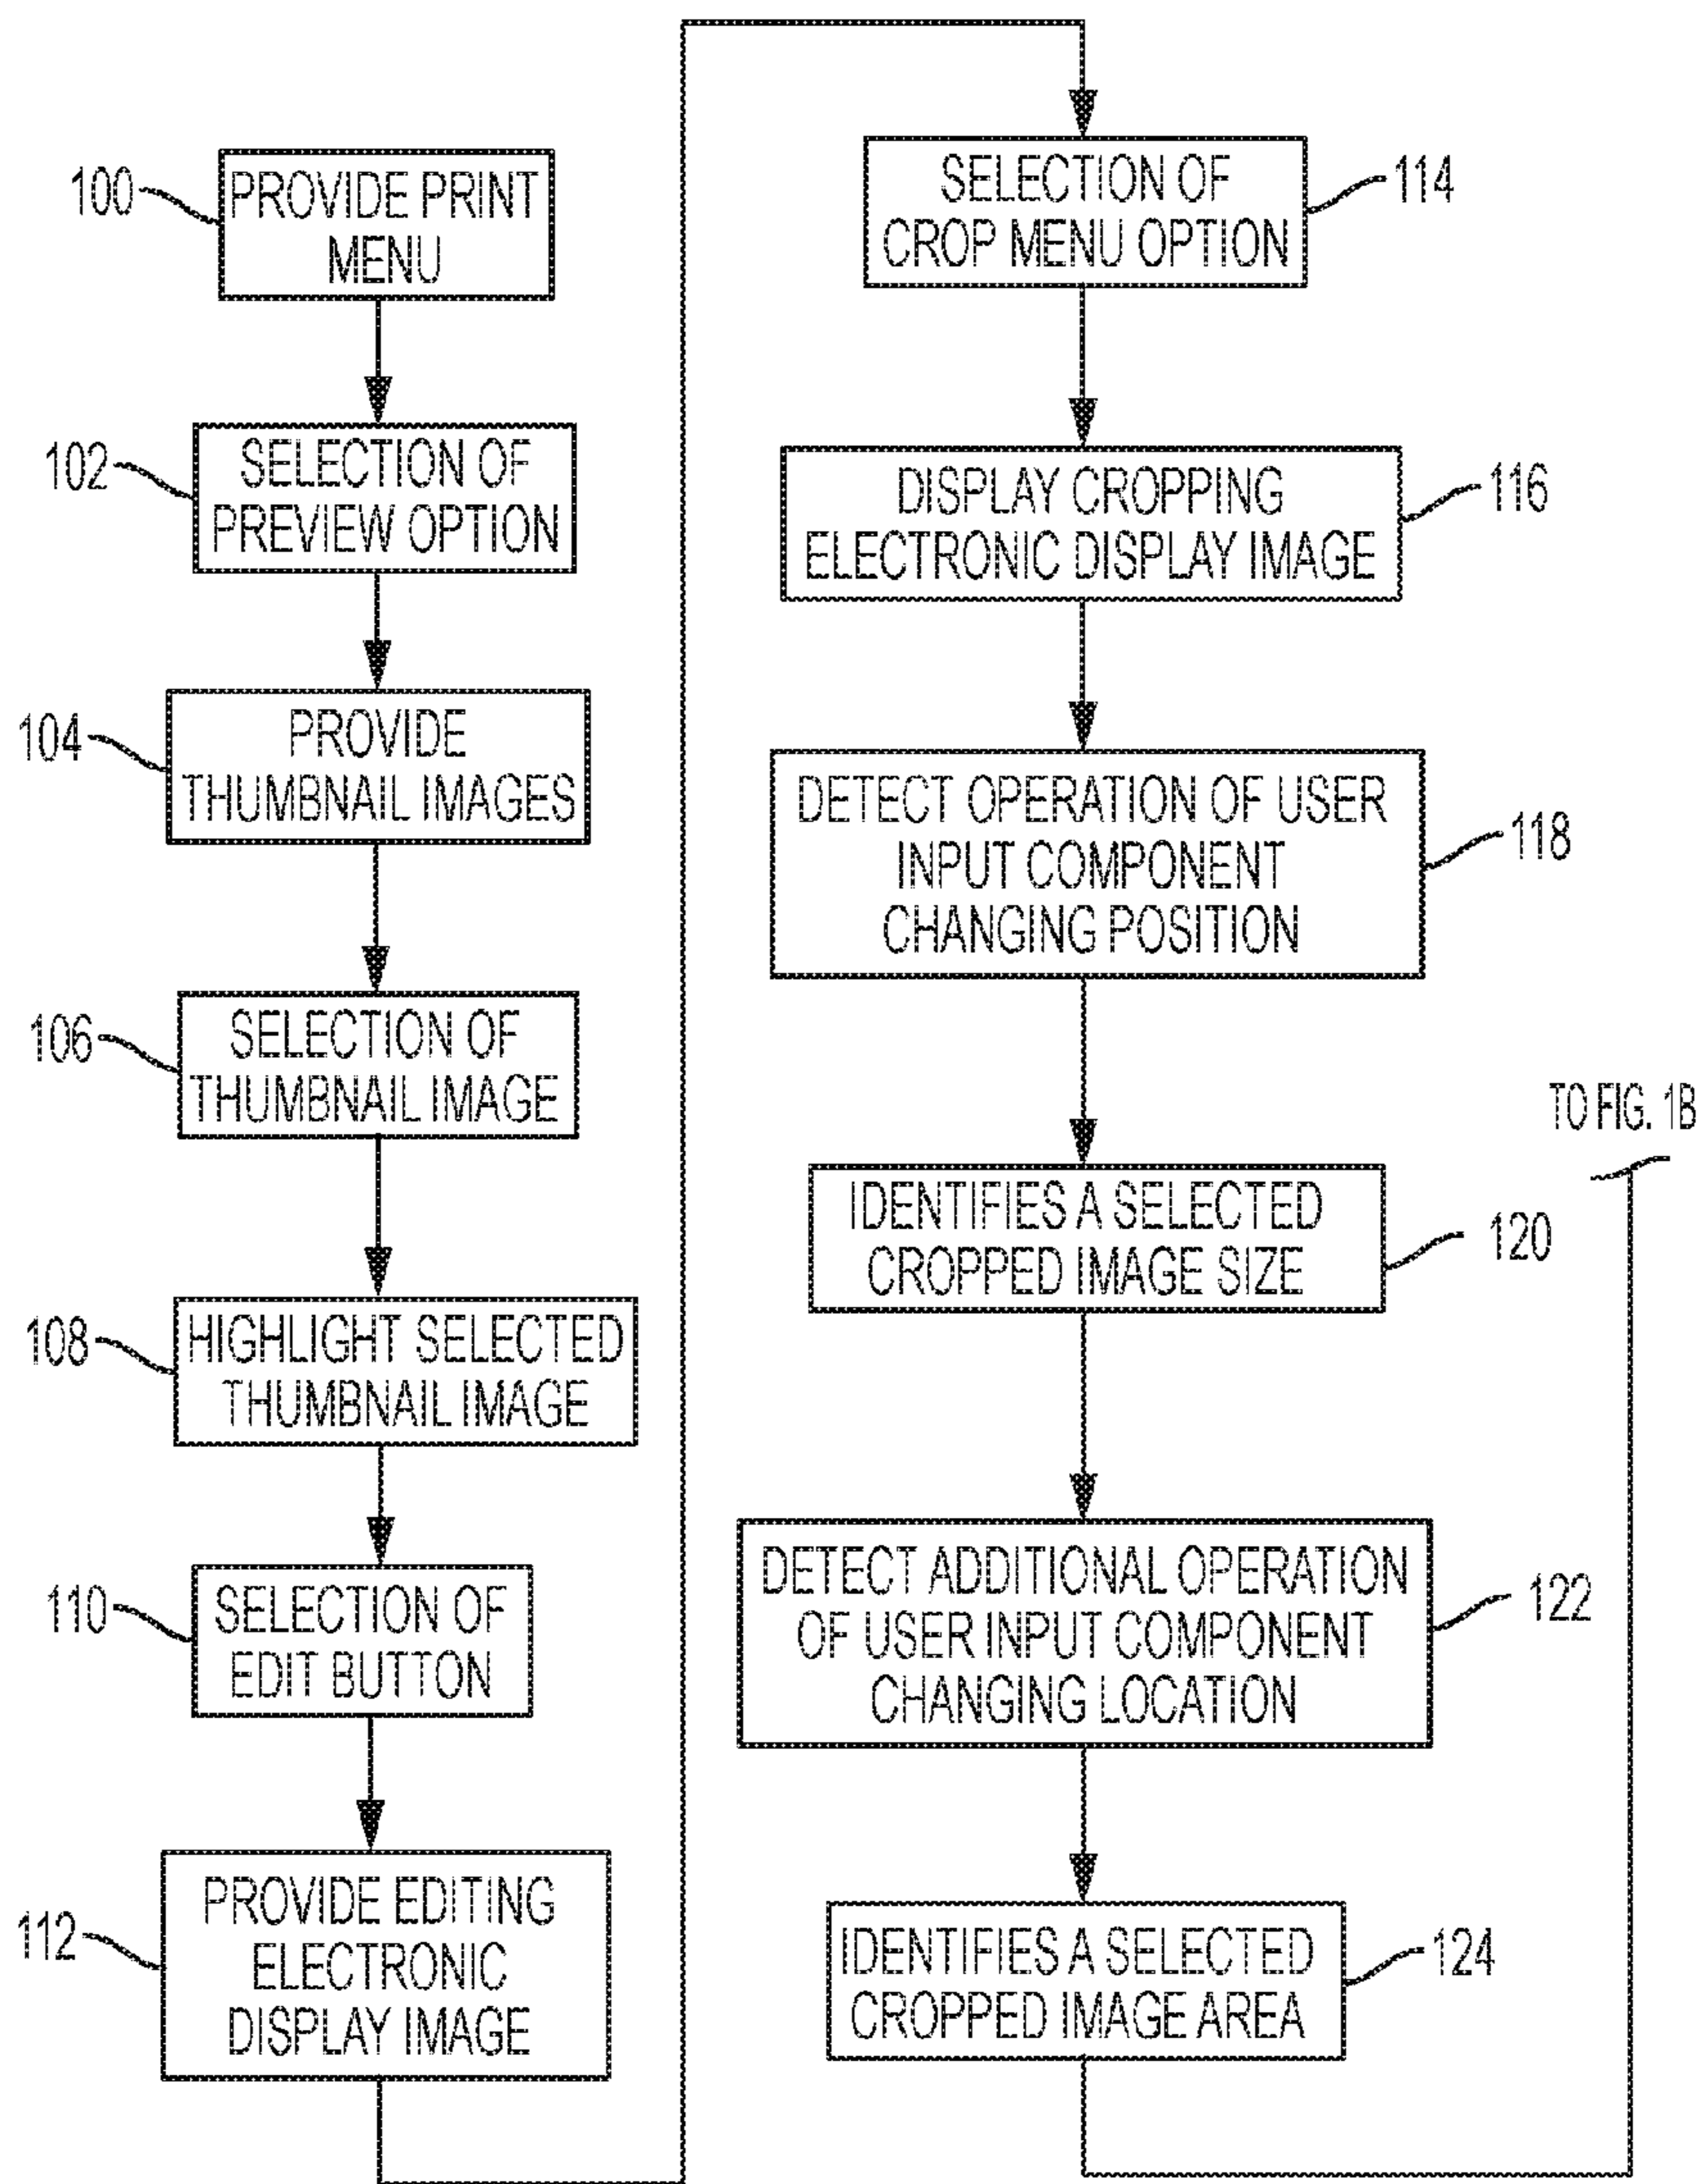 100
PROVIDE PRINT
MENU
102
SELECTION OF
PREVIEW OPTION
104
PROVIDE
THUMBNAIL IMAGES
106
SELECTION OF
THUMBNAIL IMAGE
108
HIGHLIGHT SELECTED
THUMBNAIL IMAGE
110
SELECTION OF
EDIT BUTTON
112
PROVIDE EDITING
ELECTRONIC
DISPLAY IMAGE
SELECTION OF
CROP MENU OPTION
114
DISPLAY CROPPING
ELECTRONIC DISPLAY IMAGE
116
DETECT OPERATION OF USER
INPUT COMPONENT
CHANGING POSITION
118
IDENTIFIES A SELECTED
CROPPED IMAGE SIZE
120
DETECT ADDITIONAL OPERATION
OF USER INPUT COMPONENT
CHANGING LOCATION
122
IDENTIFIES A SELECTED
CROPPED IMAGE AREA
124
TO FIG. 1B